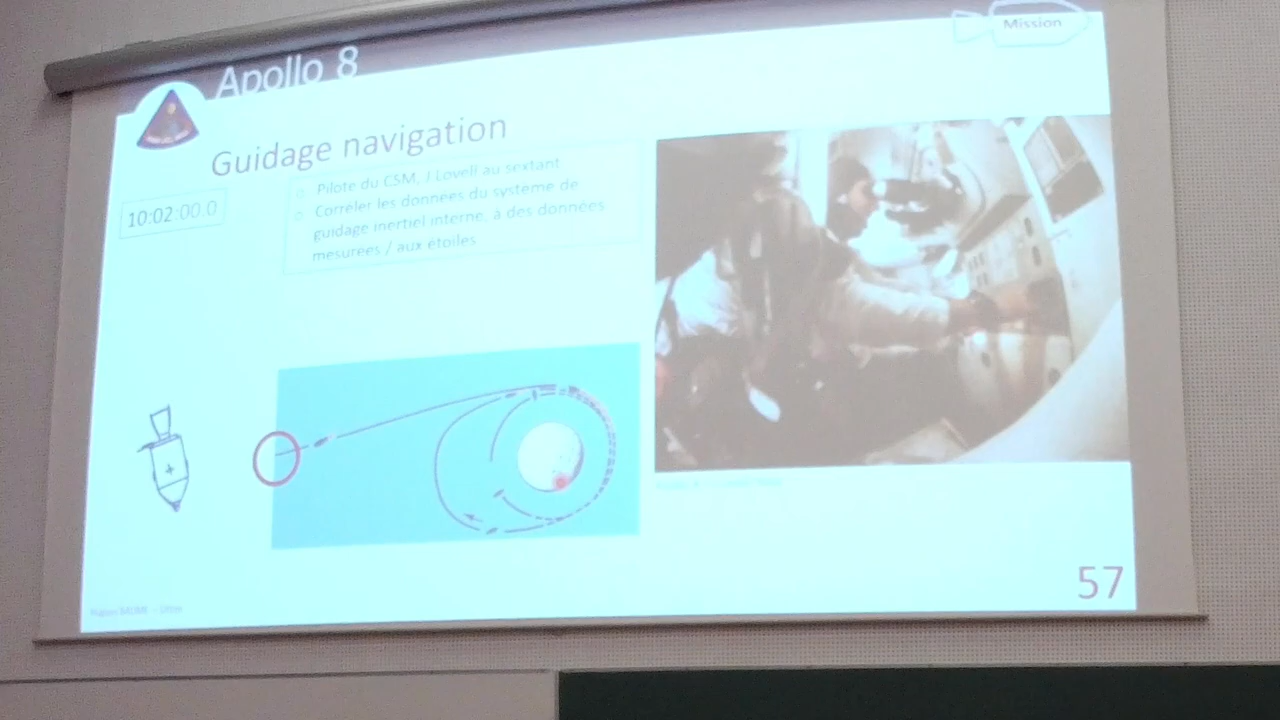 Mission
Apollo 8
Guidage navigation
10:02:00.0
Pilote du CSM, J Lovell au sextant
Corréler les données du système de
guidage inertiel interne, à des données
mesurées / aux étoiles
57